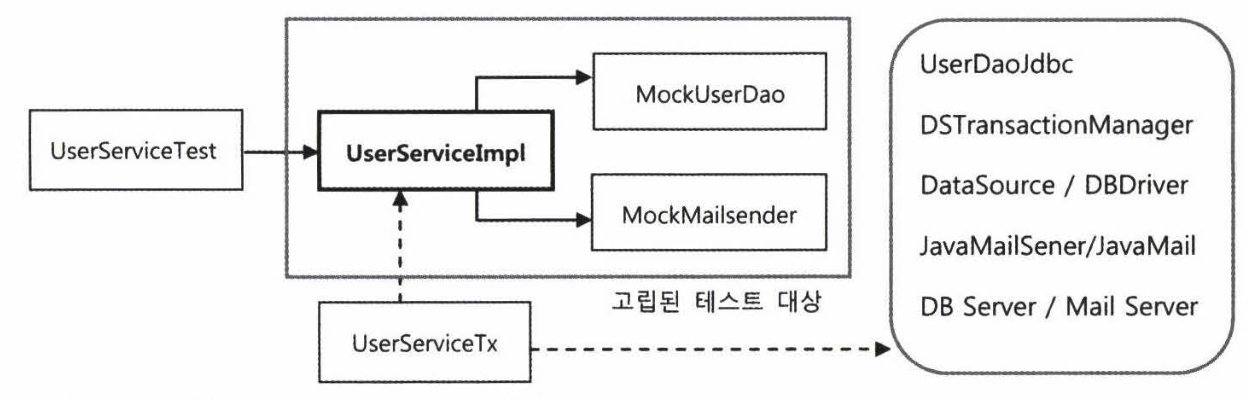 UserServiceTest
UserServiceImpl
MockUserDao
MockMailsender
고립된 테스트 대상
UserServiceTx
UserDaoJdbc
DSTransactionManager
DataSource / DBDriver
JavaMailSener/JavaMail
DB Server / Mail Server